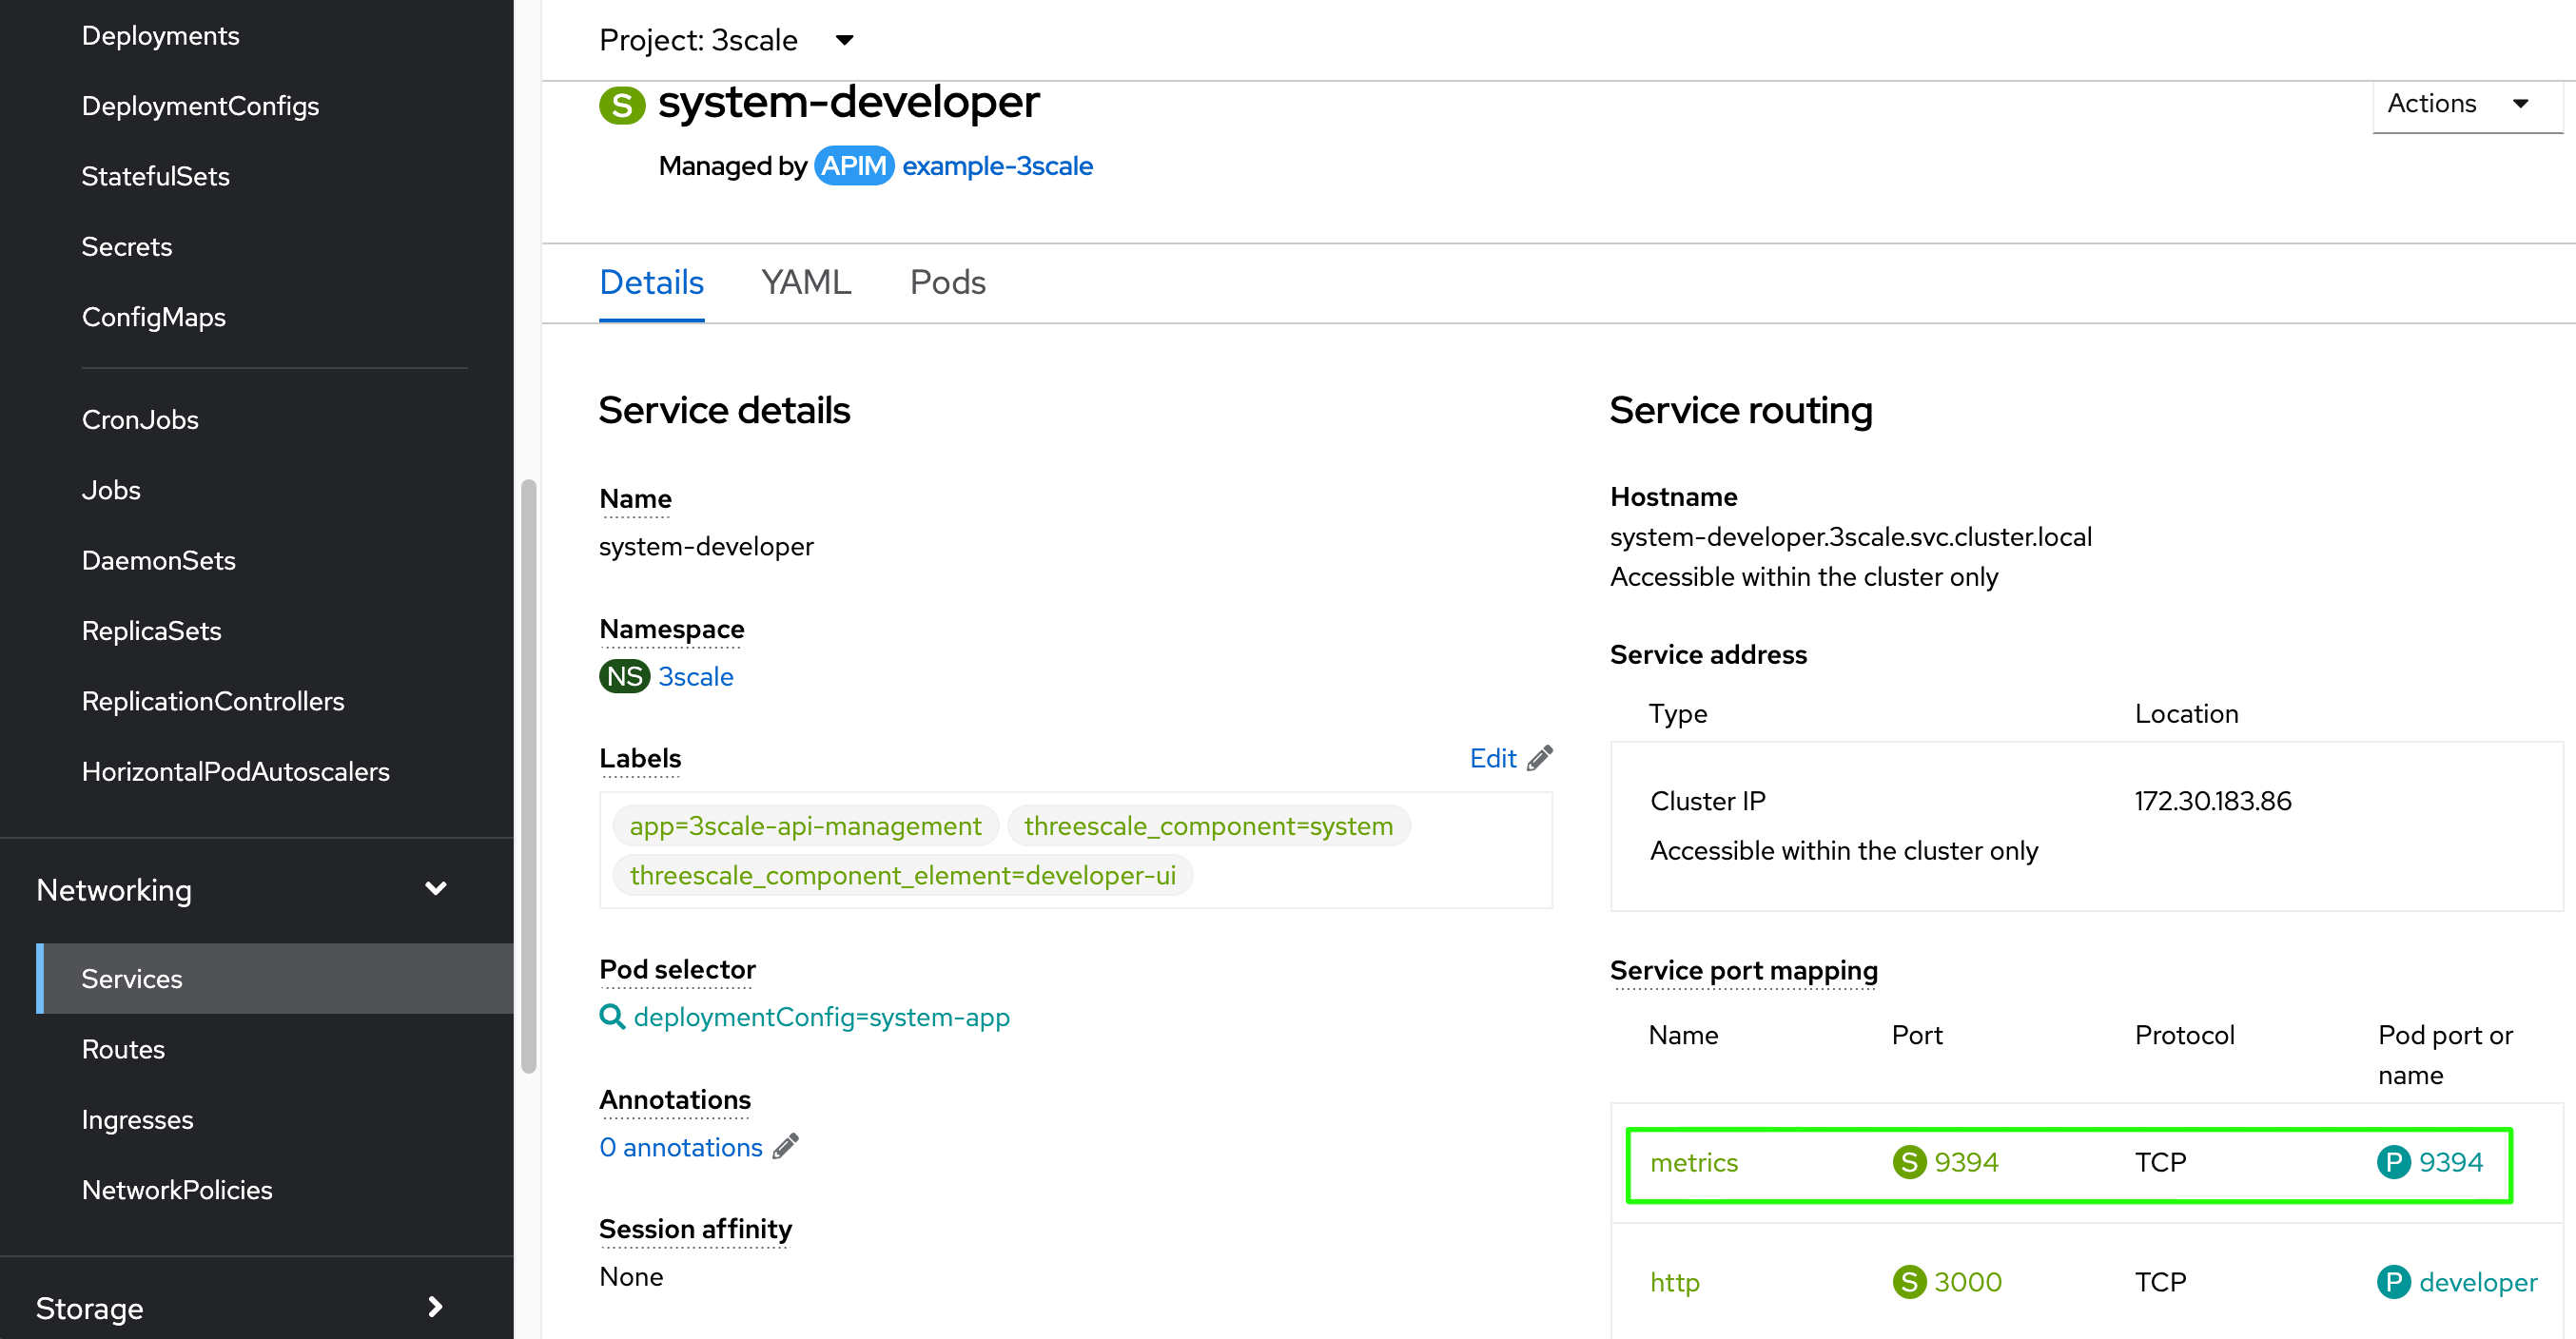 Deployments
DeploymentConfigs
StatefulSets
Secrets
ConfigMaps
CronJobs
Jobs
DaemonSets
ReplicaSets
ReplicationControllers
HorizontalPodAutoscalers
Networking
Services
Routes
Ingresses
NetworkPolicies
Storage
Project: 3scale
S system-developer
Actions
Managed by APIM example-3scale
Details YAML Pods
Service details
Name
system-developer
Namespace
NS 3scale
Labels Edit
app=3scale-api-management threescale_component=system
threescale_component_element=developer-ui
Pod selector
deploymentConfig=system-app
Annotations
0 annotations
Session affinity
None
Service routing
Hostname
system-developer.3scale.svc.cluster.local
Accessible within the cluster only
Service address
Type Location
Cluster IP 172.30.183.86
Accessible within the cluster only
Service port mapping
Name Port Protocol Pod port or
name
metrics S 9394 TCP P 9394
http S 3000 TCP P developer